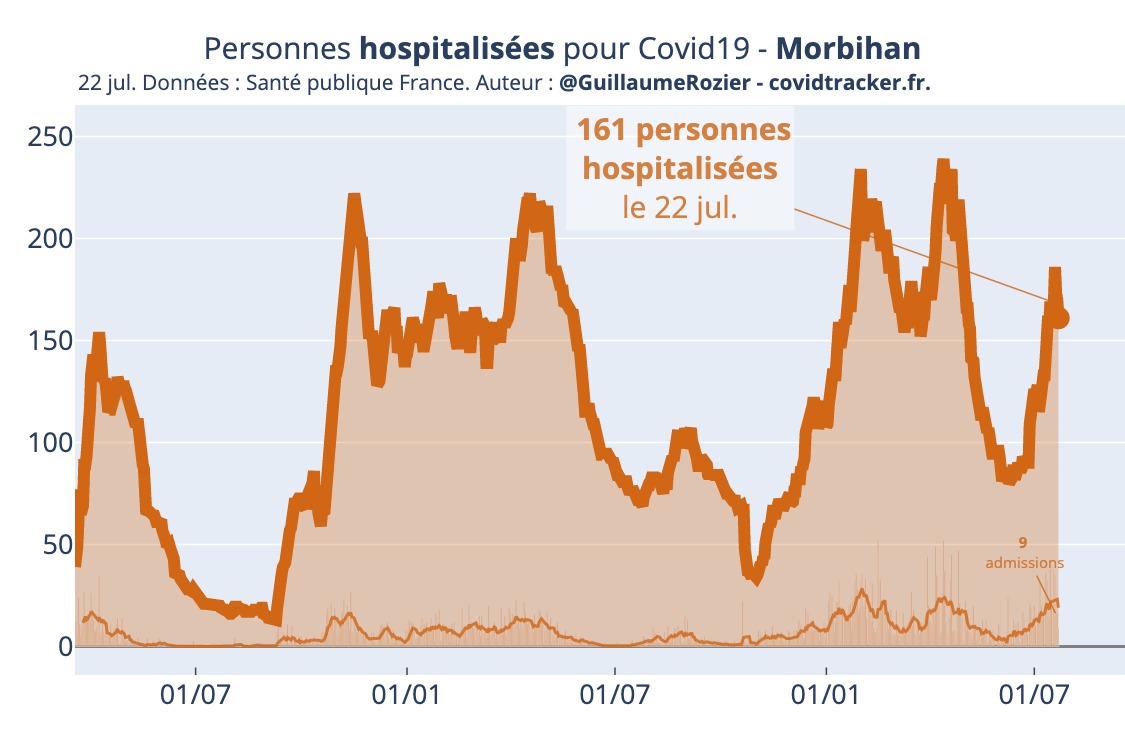 Personnes hospitalisées pour Covid19 - Morbihan
22 jul. Données : Santé publique France. Auteur : @GuillaumeRozier - covidtracker.fr.
161 personnes
hospitalisées
le 22 jul.
250
200
150
100
50
0
9
admissions
01/07
01/01
01/07
01/01
01/07